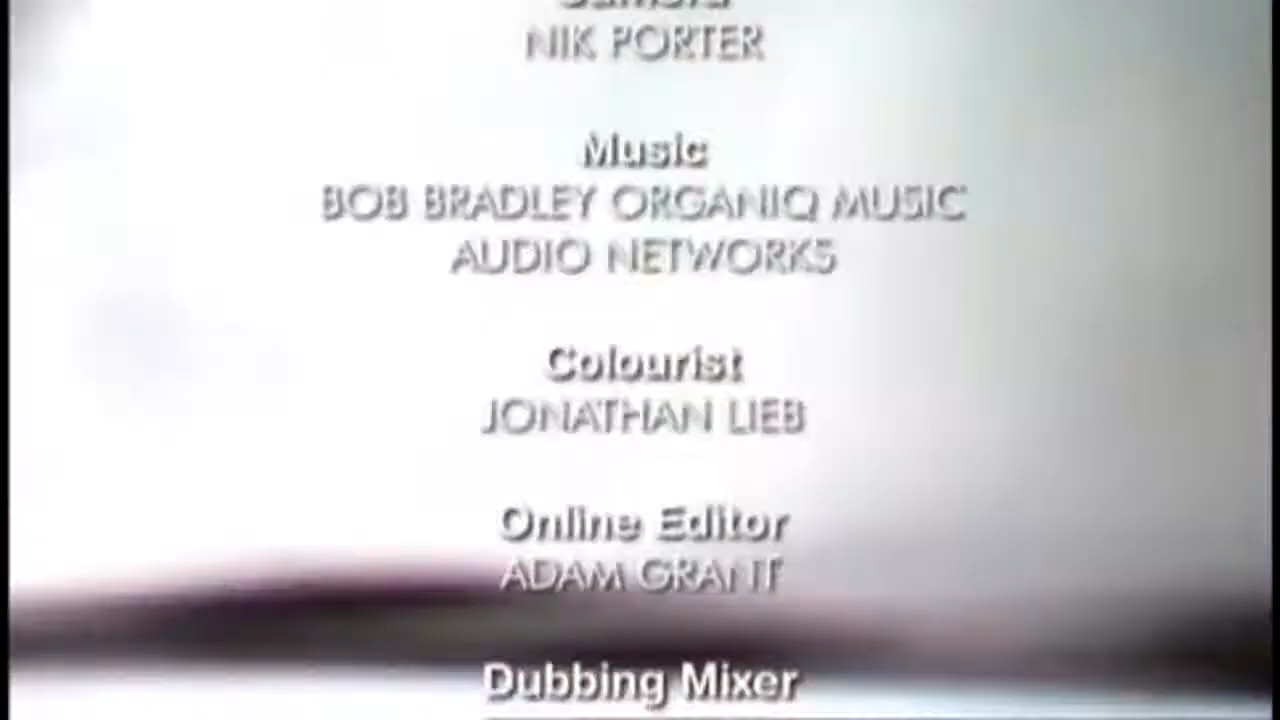 NIK PORTER
Music
BOB BRADLEY ORGANIQ MUSIC
AUDIO NETWORKS
Colourist
JONATHAN LIEB
Online Editor
ADAM GRANT
Dubbing Mixer